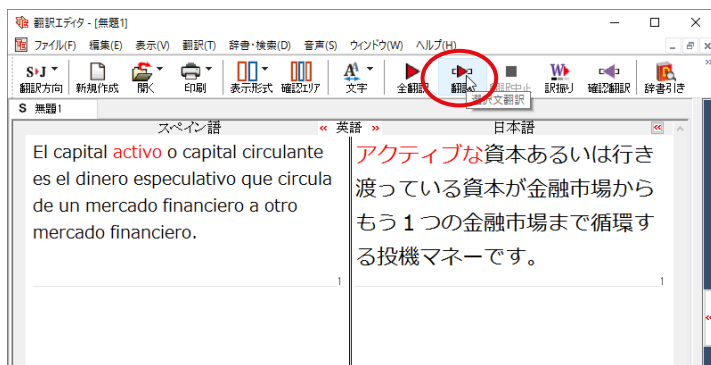 翻訳エディタ - [無題1]
ファイル(F) 編集(E) 表示(V) 翻訳(T) 辞書・検索(D) 音声(S) ウィンドウ(W) ヘルプ(H)
S J
翻訳方向 新規作成 開く 印刷 表示形式 確認エリア 文字 全翻訳 翻訳 翻訳中止 訳振り 確認翻訳 辞書引き
選択文翻訳
S 無題1
スペイン語 « 英語 » 日本語 «
El capital activo o capital circulante
es el dinero especulativo que circula
de un mercado financiero a otro
mercado financiero.
1
アクティブな資本あるいは行き
渡っている資本が金融市場から
もう1つの金融市場まで循環す
る投機マネーです。
1